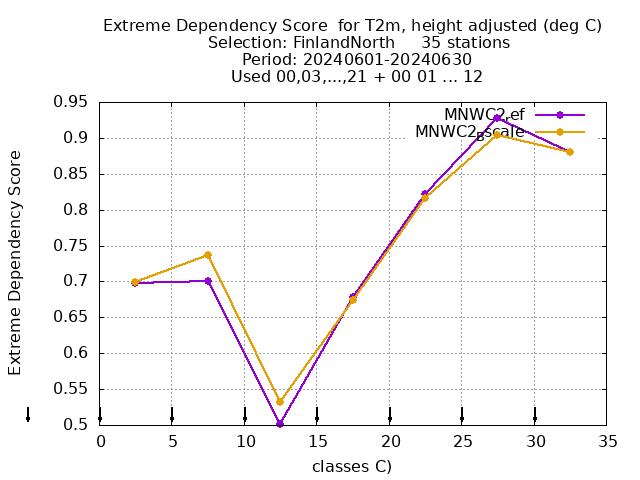 Extreme Dependency Score  for T2m, height adjusted (deg C)
Selection: FinlandNorth     35 stations
Period: 20240601-20240630
Used 00,03,...,21 + 00 01 ... 12
MNWC2_ref
MNWC2_Bscale
Extreme Dependency Score
0.95
0.9
0.85
0.8
0.75
0.7
0.65
0.6
0.55
0.5
0 5 10 15 20 25 30 35
classes C)